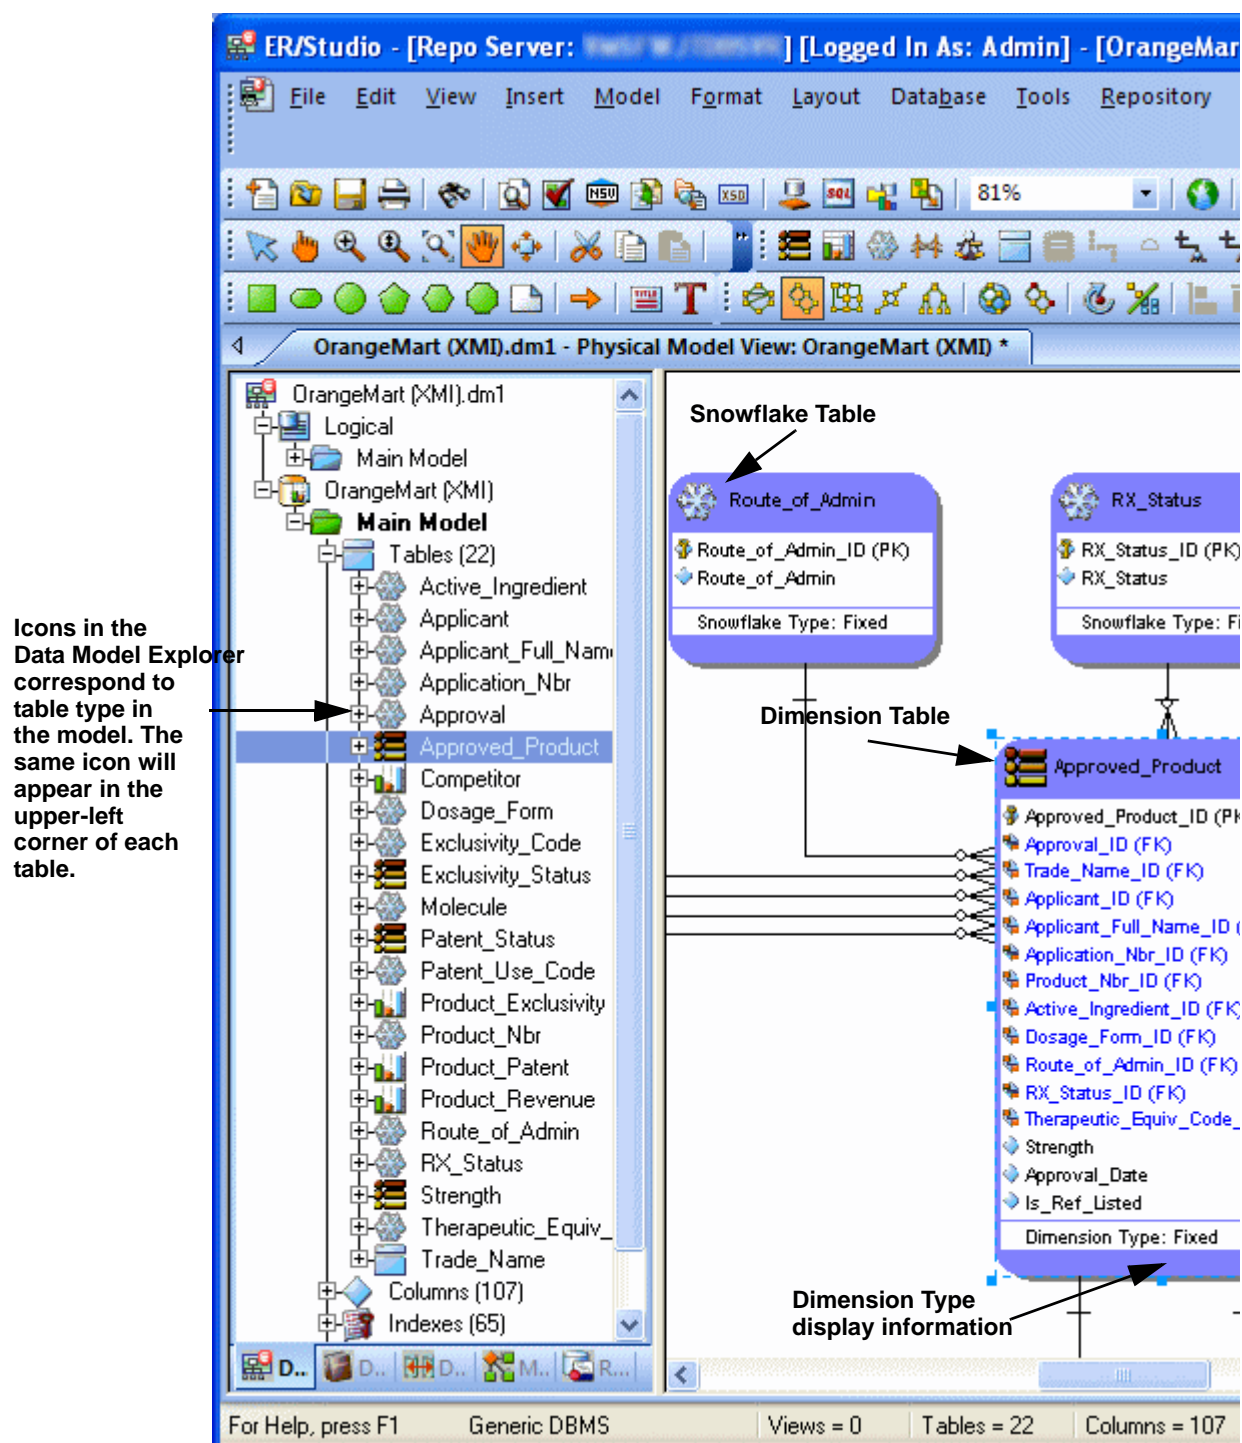 ER/Studio - [Repo Server: ] [Logged In As: Admin] - [OrangeMar
File Edit View Insert Model Format Layout Database Tools Repository
NSU XSD SQL 81%
TITLE T
OrangeMart (XMI).dm1 - Physical Model View: OrangeMart (XMI) *
OrangeMart (XMI).dm1
Logical
Main Model
OrangeMart (XMI)
Main Model
Tables (22)
Active_Ingredient
Applicant
Applicant_Full_Nam
Application_Nbr
Approval
Approved_Product
Competitor
Dosage_Form
Exclusivity_Code
Exclusivity_Status
Molecule
Patent_Status
Patent_Use_Code
Product_Exclusivity
Product_Nbr
Product_Patent
Product_Revenue
Route_of_Admin
RX_Status
Strength
Therapeutic_Equiv_
Trade_Name
Columns (107)
Indexes (65)
D... D... D... M... R...
Icons in the
Data Model Explorer
correspond to
table type in
the model. The
same icon will
appear in the
upper-left
corner of each
table.
Snowflake Table
Route_of_Admin
Route_of_Admin_ID (PK)
Route_of_Admin
Snowflake Type: Fixed
RX_Status
RX_Status_ID (PK)
RX_Status
Snowflake Type: Fi
Dimension Table
Approved_Product
Approved_Product_ID (PK
Approval_ID (FK)
Trade_Name_ID (FK)
Applicant_ID (FK)
Applicant_Full_Name_ID (
Application_Nbr_ID (FK)
Product_Nbr_ID (FK)
Active_Ingredient_ID (FK)
Dosage_Form_ID (FK)
Route_of_Admin_ID (FK)
RX_Status_ID (FK)
Therapeutic_Equiv_Code_
Strength
Approval_Date
Is_Ref_Listed
Dimension Type: Fixed
Dimension Type
display information
For Help, press F1 Generic DBMS Views = 0 Tables = 22 Columns = 107